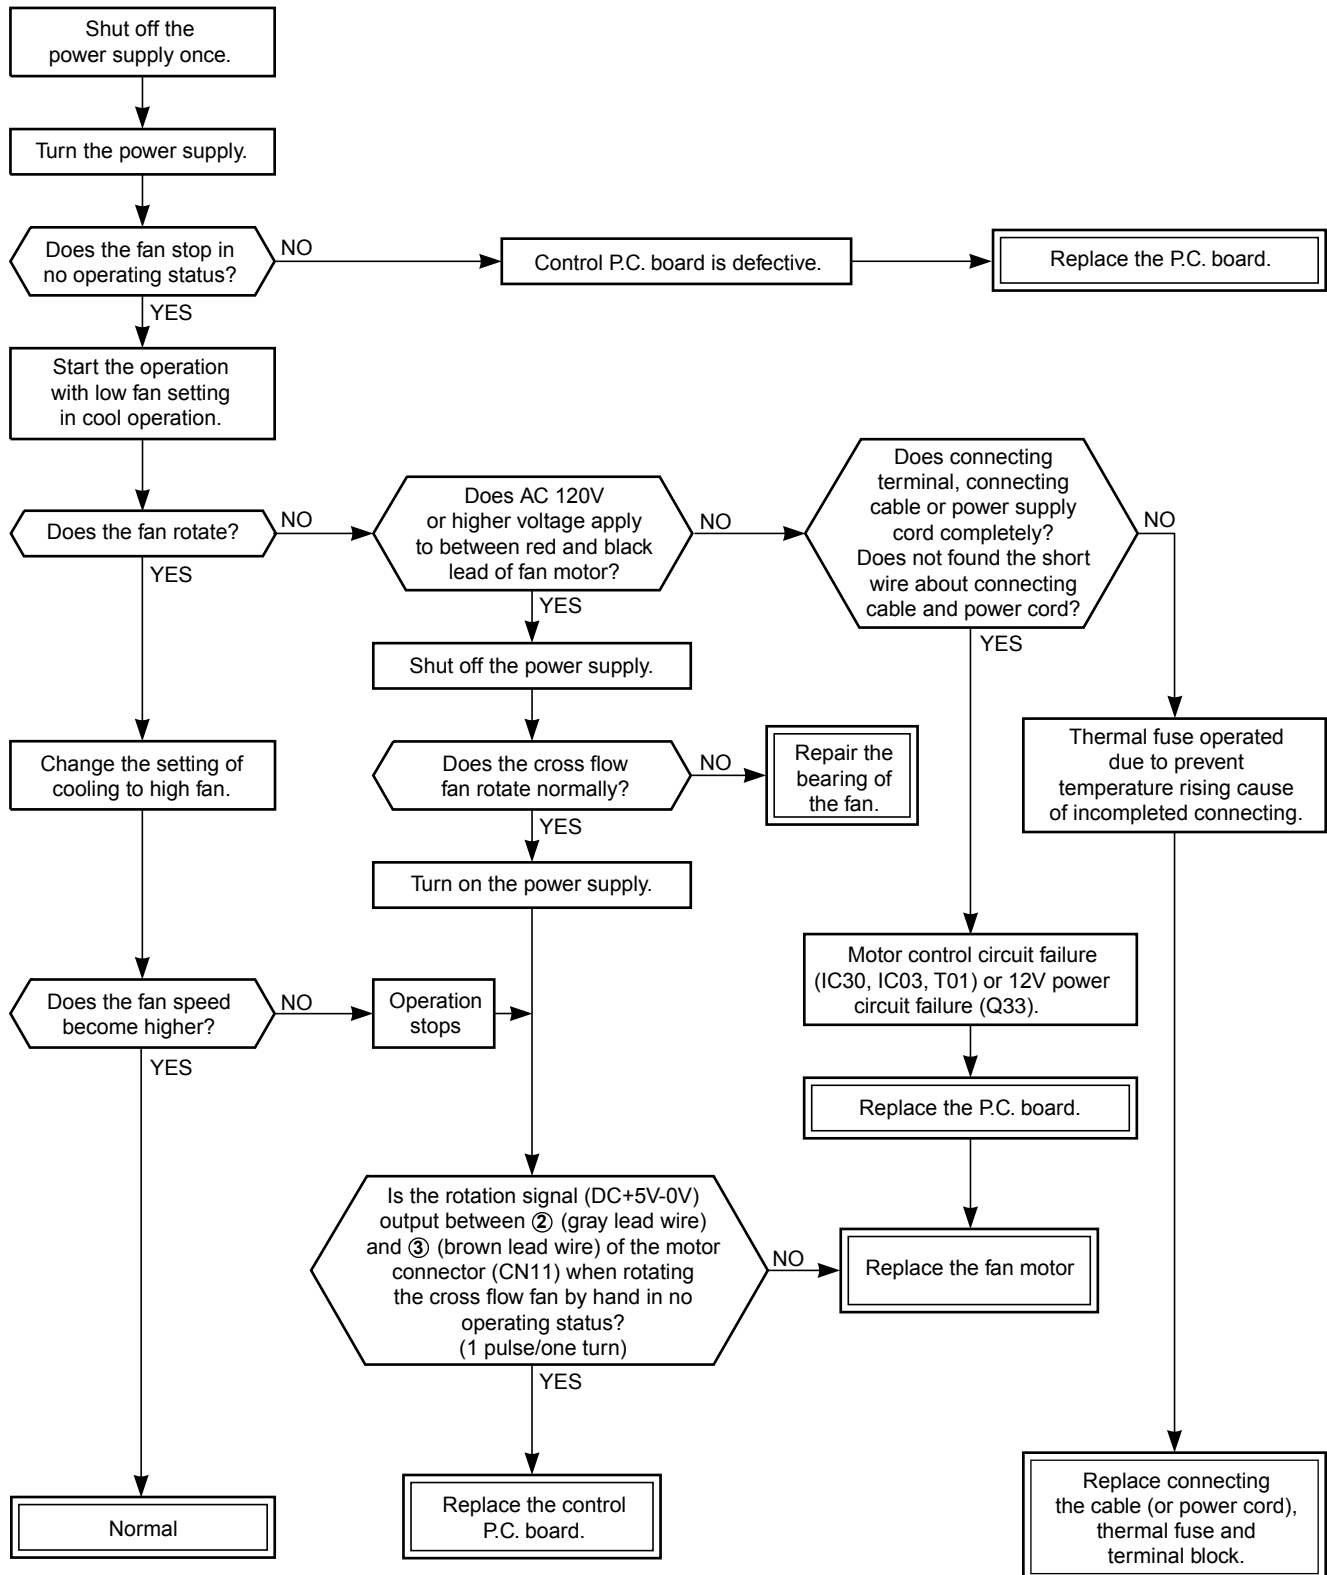 Shut off the
power supply once.
Turn the power supply.
Does the fan stop in
no operating status?
NO
Control P.C. board is defective.
Replace the P.C. board.
YES
Start the operation
with low fan setting
in cool operation.
Does the fan rotate?
NO
Does AC 120V
or higher voltage apply
to between red and black
lead of fan motor?
NO
Does connecting
terminal, connecting
cable or power supply
cord completely?
Does not found the short
wire about connecting
cable and power cord?
NO
YES
YES
YES
Shut off the power supply.
Change the setting of
cooling to high fan.
Does the cross flow
fan rotate normally?
NO
Repair the
bearing of
the fan.
Thermal fuse operated
due to prevent
temperature rising cause
of incompleted connecting.
YES
Turn on the power supply.
Does the fan speed
become higher?
NO
Operation
stops
Motor control circuit failure
(IC30, IC03, T01) or 12V power
circuit failure (Q33).
YES
Replace the P.C. board.
Is the rotation signal (DC+5V-0V)
output between ② (gray lead wire)
and ③ (brown lead wire) of the motor
connector (CN11) when rotating
the cross flow fan by hand in no
operating status?
(1 pulse/one turn)
NO
Replace the fan motor
YES
Normal
Replace the control
P.C. board.
Replace connecting
the cable (or power cord),
thermal fuse and
terminal block.